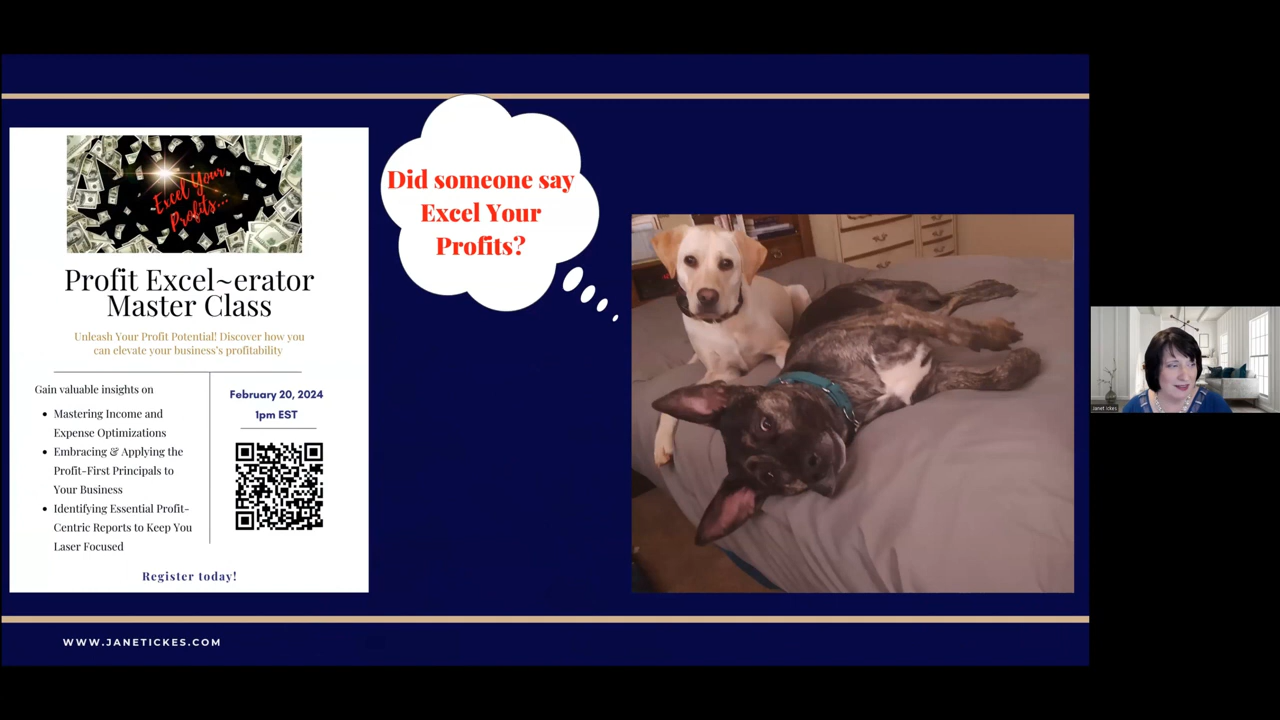 Excel Your
Profits...
Profit Excel~erator
Master Class
Unleash Your Profit Potential! Discover how you
can elevate your business's profitability
Gain valuable insights on
• Mastering Income and
Expense Optimizations
• Embracing & Applying the
Profit-First Principals to
Your Business
• Identifying Essential Profit-
Centric Reports to Keep You
Laser Focused
February 20, 2024
1pm EST
Register today!
Did someone say
Excel Your
Profits?
WWW.JANETICKES.COM
Janet Ickes